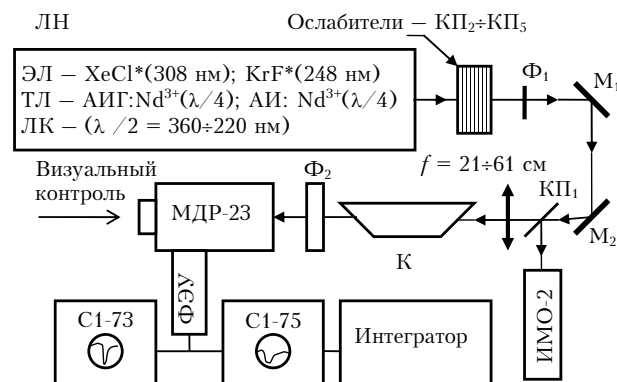 ЛН
Ослабители – КП₂÷КП₅
ЭЛ – XeCl*(308 нм); KrF*(248 нм)
ТЛ – АИГ:Nd³⁺(λ/4); АИ: Nd³⁺(λ/4)
ЛК – (λ /2 = 360÷220 нм)
Ф₁
М₁
Визуальный
контроль
МДР-23
Ф₂
f = 21÷61 см
КП₁
М₂
К
ФЭУ
ИМО-2
С1-73
С1-75
Интегратор